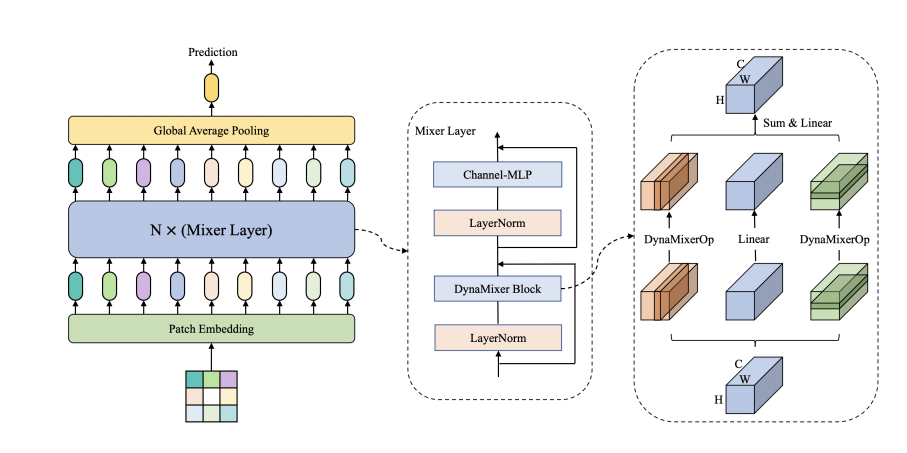 Prediction
Global Average Pooling
N × (Mixer Layer)
Patch Embedding
Mixer Layer
Channel-MLP
LayerNorm
DynaMixer Block
LayerNorm
C
W
H
Sum & Linear
DynaMixerOp
Linear
DynaMixerOp
C
W
H